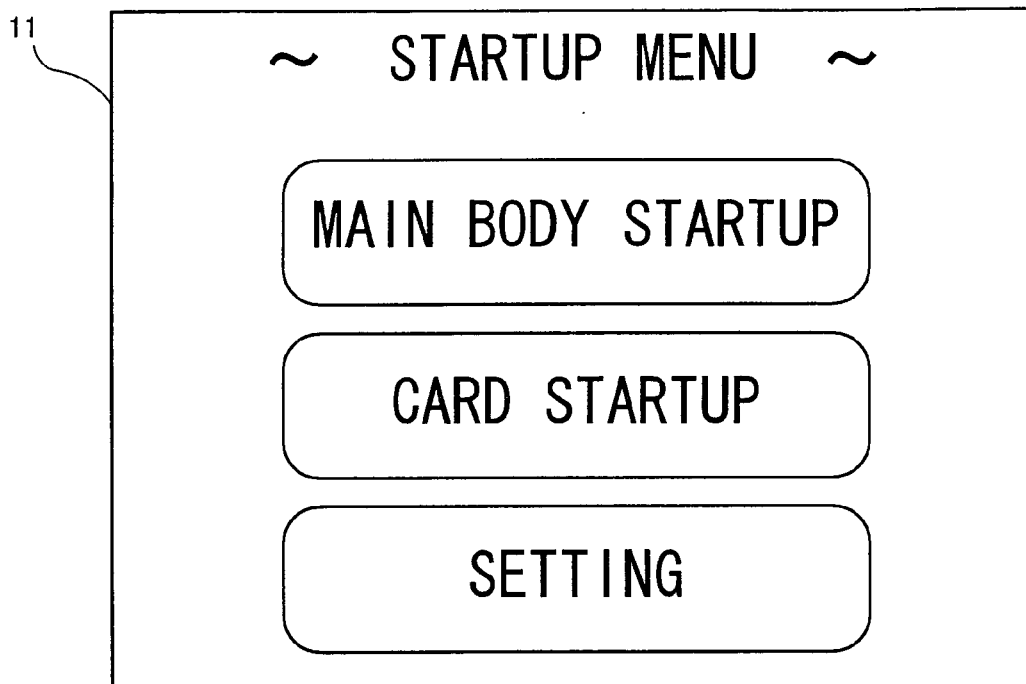 11
~ STARTUP MENU ~
MAIN BODY STARTUP
CARD STARTUP
SETTING